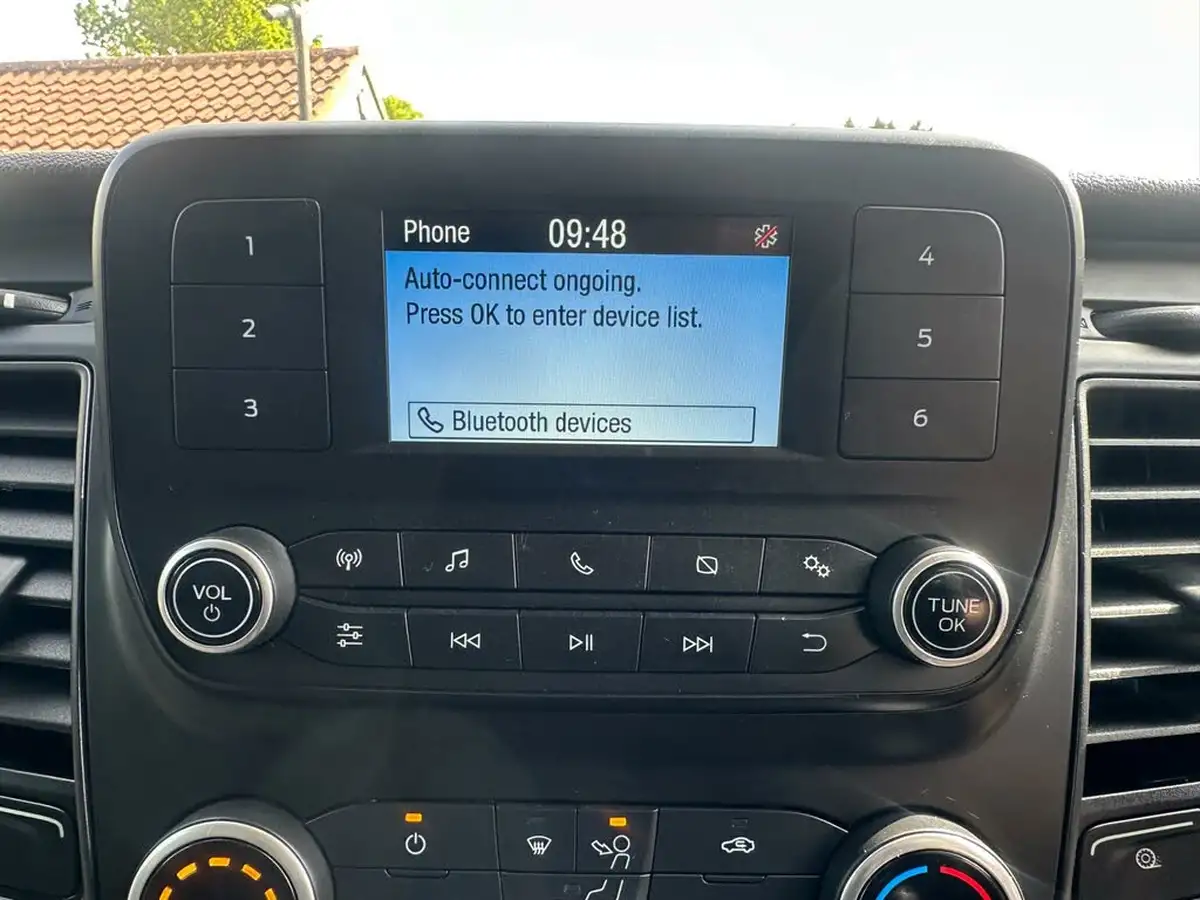 Phone 09:48
Auto-connect ongoing.
Press OK to enter device list.
Bluetooth devices
1
2
3
4
5
6
VOL
TUNE
OK